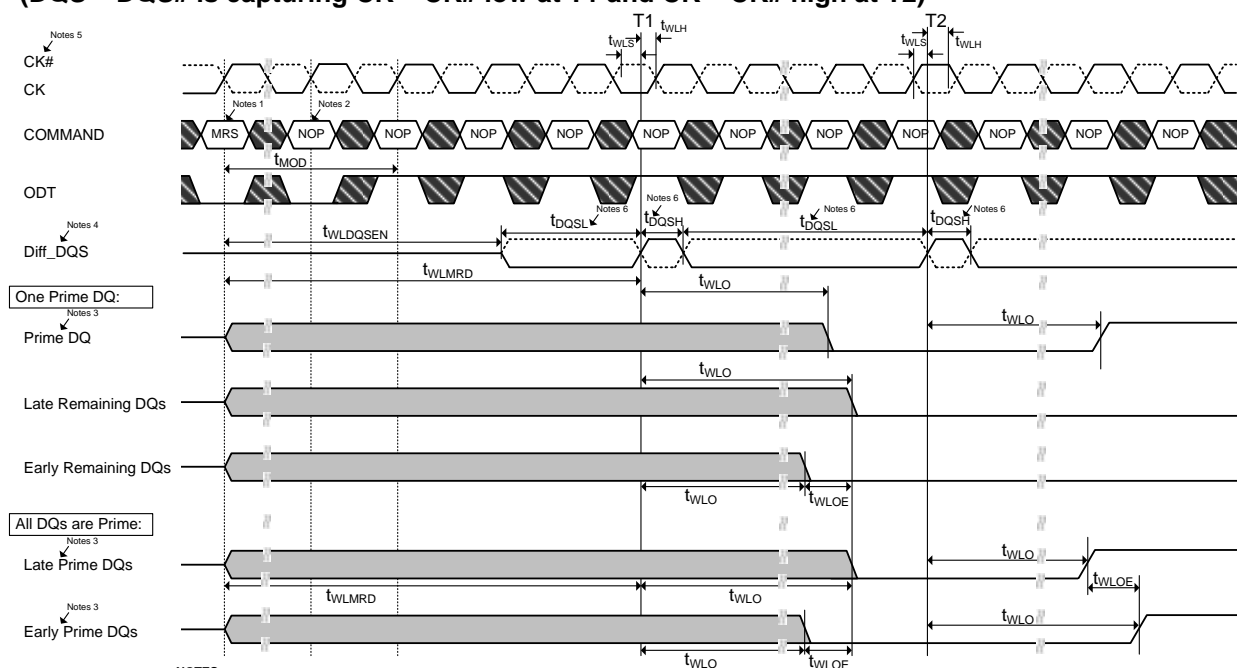 (DQS – DQS# is capturing CK – CK# low at T1 and CK – CK# high at T2)
T1 T2
tWLS tWLH tWLS tWLH
Notes 5
CK#
CK
Notes 1 Notes 2
COMMAND MRS NOP NOP NOP NOP NOP NOP NOP NOP NOP NOP NOP
tMOD
ODT
Notes 6 Notes 6 Notes 6 Notes 6
tDQSL tDQSH tDQSL tDQSH
Notes 4
Diff_DQS tWLDQSEN
tWLMRD
tWLO
One Prime DQ:
Notes 3
Prime DQ tWLO
tWLO
Late Remaining DQs
Early Remaining DQs
tWLO tWLOE
All DQs are Prime:
Notes 3
Late Prime DQs tWLO
tWLMRD tWLO tWLOE
Notes 3
Early Prime DQs tWLO
tWLO tWLOE
NOTES